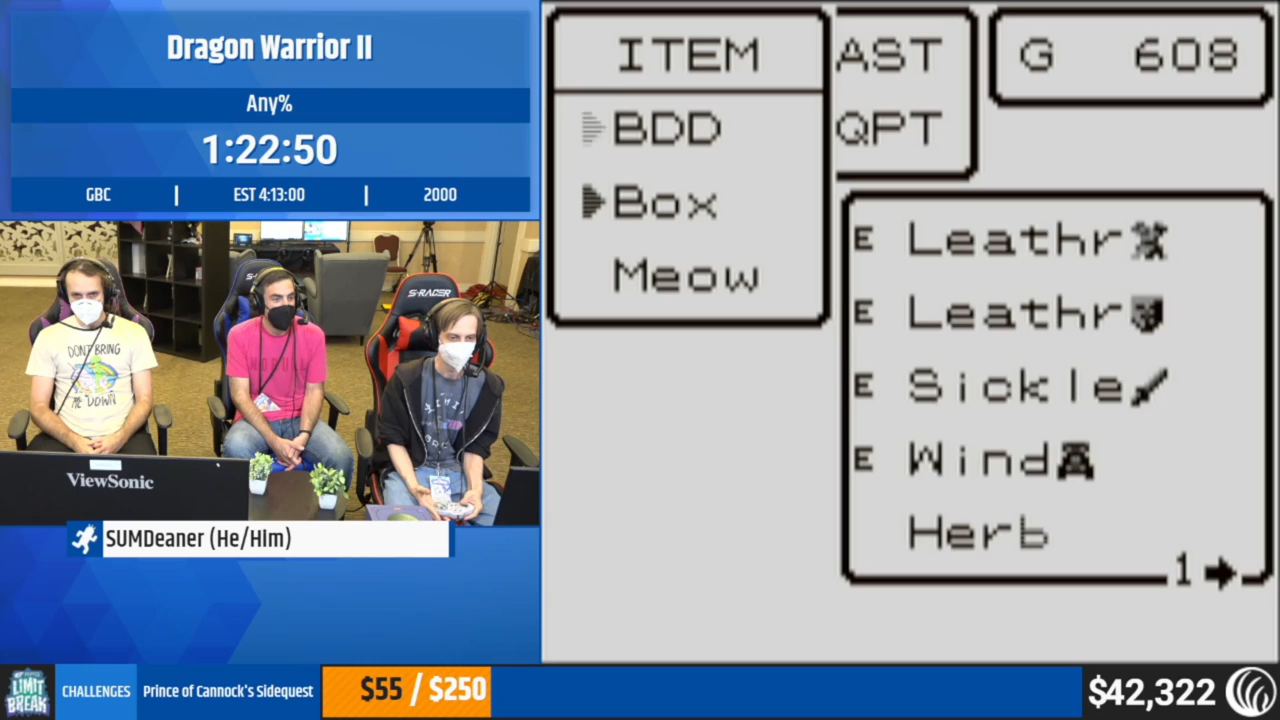 Dragon Warrior II
Any%
1:22:50
GBC | EST 4:13:00 | 2000
ITEM
BDD
Box
Meow
AST
QPT
G 608
E Leathr
E Leathr
E Sickle
E Wind
Herb
1
S-RACER
DON'T BRING
ME DOWN
ViewSonic
SUMDeaner (He/HIm)
LIMIT
BREAK
CHALLENGES
Prince of Cannock's Sidequest
$55 / $250
$42,322